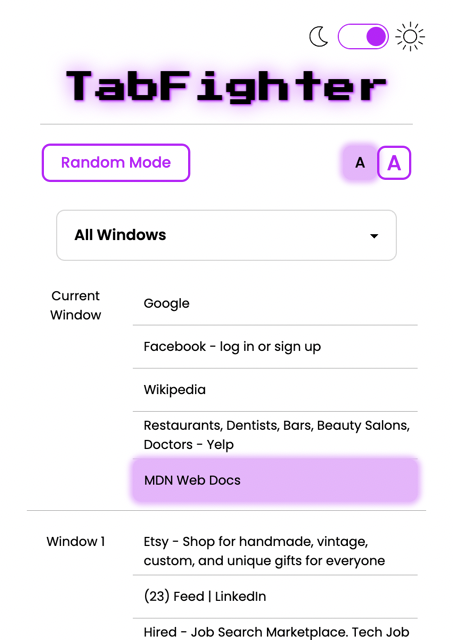 TabFighter
Random Mode
A A
All Windows
Current
Window
Google
Facebook - log in or sign up
Wikipedia
Restaurants, Dentists, Bars, Beauty Salons,
Doctors - Yelp
MDN Web Docs
Window 1
Etsy - Shop for handmade, vintage,
custom, and unique gifts for everyone
(23) Feed | LinkedIn
Hired - Job Search Marketplace. Tech Job